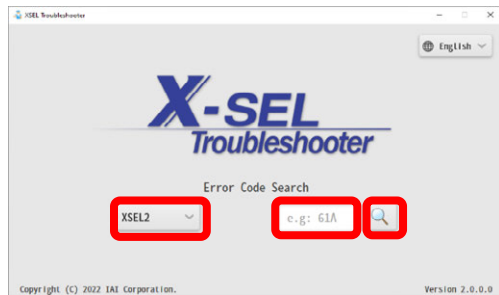 XSEL Troubleshooter
English
X-SEL
Troubleshooter
Error Code Search
XSEL2
e.g: 61A
Copyright (C) 2022 IAI Corporation.
Version 2.0.0.0